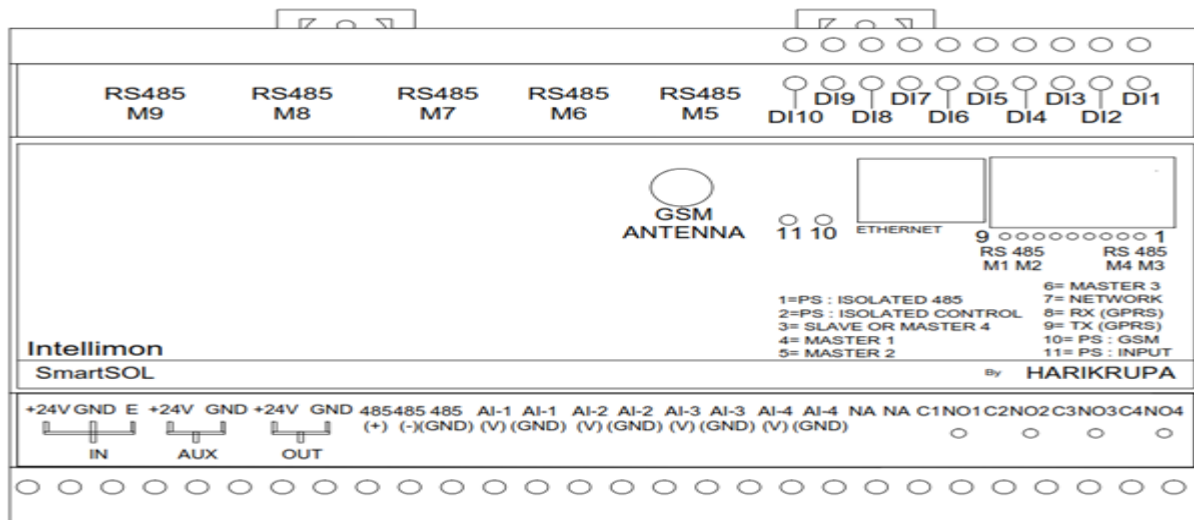 RS485 RS485 RS485 RS485 RS485
M9 M8 M7 M6 M5
DI9 DI7 DI5 DI3 DI1
DI10 DI8 DI6 DI4 DI2
GSM
ANTENNA
11 10
ETHERNET
9 1
RS 485 RS 485
M1 M2 M4 M3
1=PS : ISOLATED 485
2=PS : ISOLATED CONTROL
3= SLAVE OR MASTER 4
4= MASTER 1
5= MASTER 2
6= MASTER 3
7= NETWORK
8= RX (GPRS)
9= TX (GPRS)
10= PS : GSM
11= PS : INPUT
Intellimon
SmartSOL
By HARIKRUPA
+24V GND E +24V GND +24V GND 485 485 485 AI-1 AI-1 AI-2 AI-2 AI-3 AI-3 AI-4 AI-4 NA NA C1 NO1 C2 NO2 C3 NO3 C4 NO4
(+) (-) (GND) (V) (GND) (V) (GND) (V) (GND) (V) (GND)
IN AUX OUT